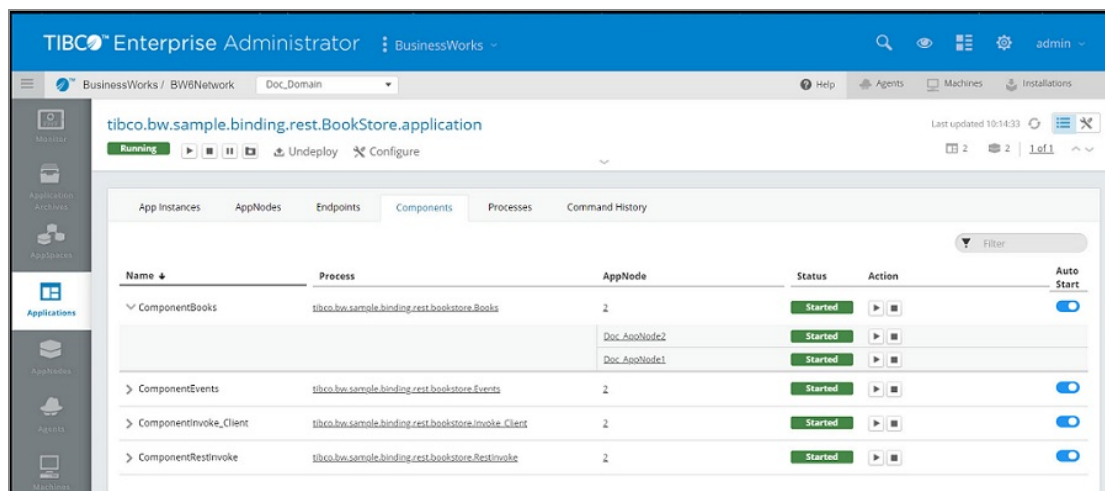 TIBCO™ Enterprise Administrator BusinessWorks admin
BusinessWorks / BW6Network Doc_Domain Help Agents Machines Installations
Monitor
tibco.bw.sample.binding.rest.BookStore.application Last updated 10:14:33
Running Undeploy Configure 2 2 1 of 1
Application Archives
App Instances AppNodes Endpoints Components Processes Command History
AppSpaces
Filter
Name Process AppNode Status Action Auto Start
Applications
ComponentBooks tibco.bw.sample.binding.rest.bookstore.Books 2 Started
Doc_AppNode2 Started
AppNodes
Doc_AppNode1 Started
ComponentEvents tibco.bw.sample.binding.rest.bookstore.Events 2 Started
Agents
ComponentInvoke_Client tibco.bw.sample.binding.rest.bookstore.Invoke_Client 2 Started
ComponentRestInvoke tibco.bw.sample.binding.rest.bookstore.RestInvoke 2 Started
Machines